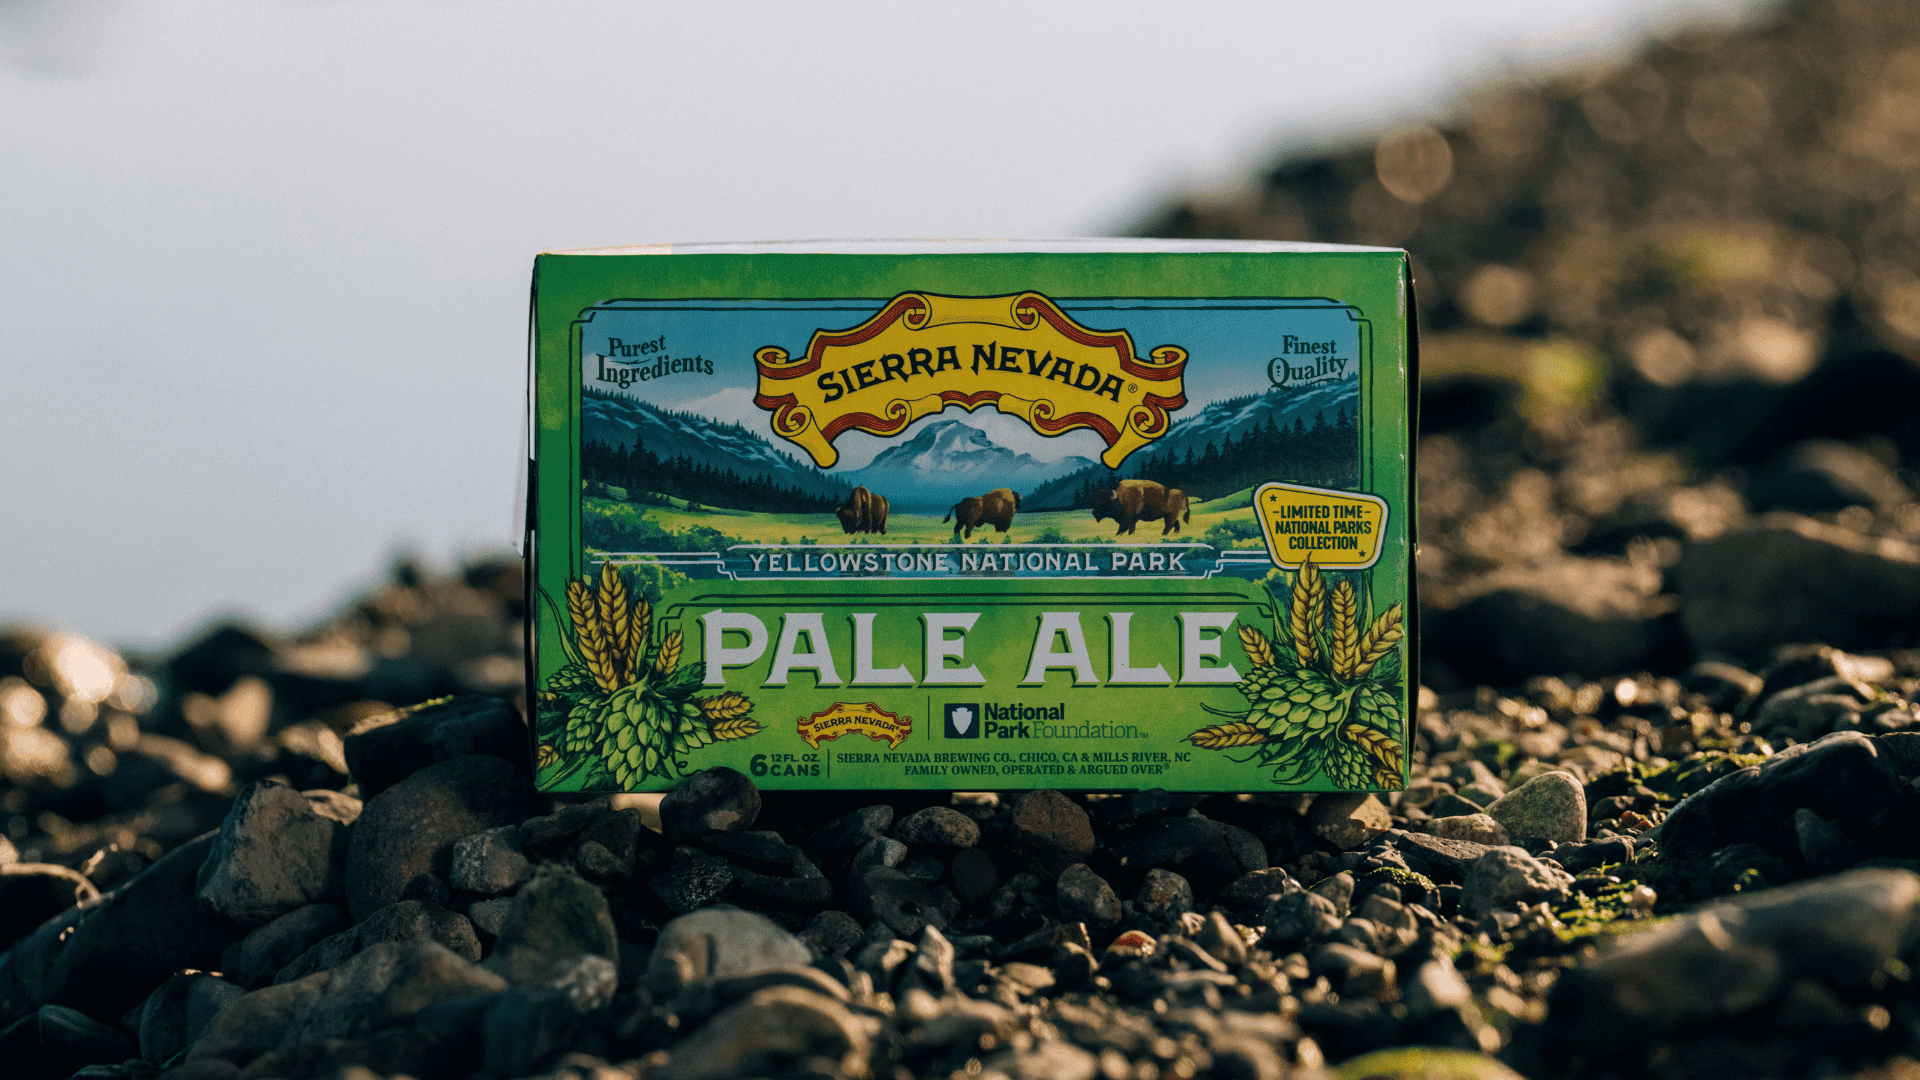 Purest
Ingredients
SIERRA NEVADA®
Finest
Quality
-LIMITED TIME-
NATIONAL PARKS
COLLECTION
YELLOWSTONE NATIONAL PARK
PALE ALE
SIERRA NEVADA®
National
Park Foundation™
6 12 FL. OZ.
CANS
SIERRA NEVADA BREWING CO., CHICO, CA & MILLS RIVER, NC
FAMILY OWNED, OPERATED & ARGUED OVER®